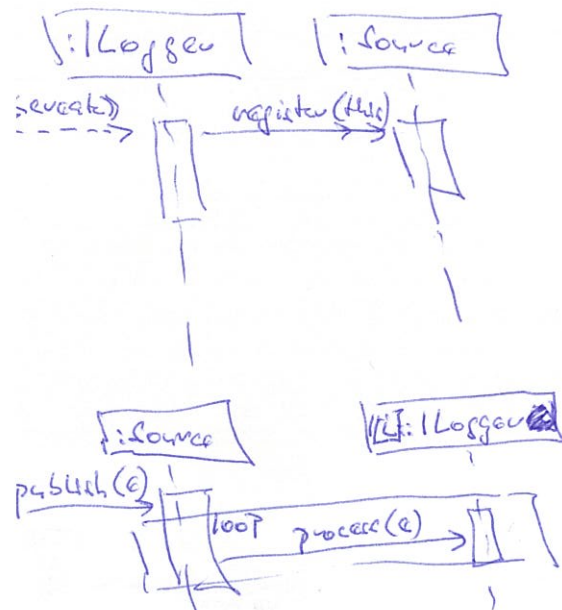 :ILogger
:Source
«create»
register(this)
:Source
[i]:ILogger
publish(e)
loop
process(e)